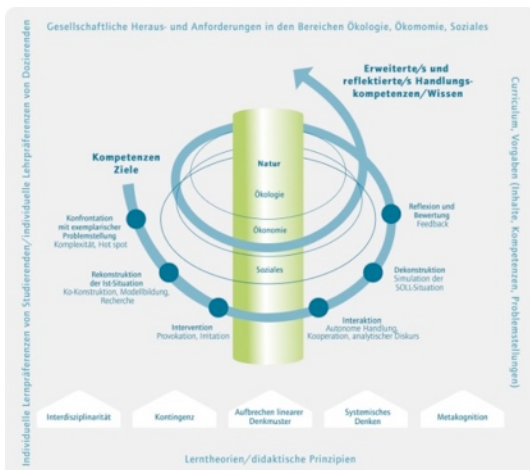 Gesellschaftliche Heraus- und Anforderungen in den Bereichen Ökologie, Ökomomie, Soziales
Individuelle Lernpräferenzen von Studierenden/individuelle Lehrpräferenzen von Dozierenden
Curriculum, Vorgaben (Inhalte, Kompetenzen, Problemstellungen)
Erweiterte/s und
reflektierte/s Handlungs-
kompetenzen/Wissen
Kompetenzen
Ziele
Natur
Ökologie
Ökonomie
Soziales
Konfrontation
mit exemplarischer
Problemstellung
Komplexität, Hot spot
Rekonstruktion
der Ist-Situation
Ko-Konstruktion, Modellbildung,
Recherche
Intervention
Provokation, Irritation
Interaktion
Autonome Handlung,
Kooperation, analytischer Diskurs
Dekonstruktion
Simulation der
SOLL-Situation
Reflexion und
Bewertung
Feedback
Interdisziplinarität
Kontingenz
Aufbrechen linearer
Denkmuster
Systemisches
Denken
Metakognition
Lerntheorien/didaktische Prinzipien